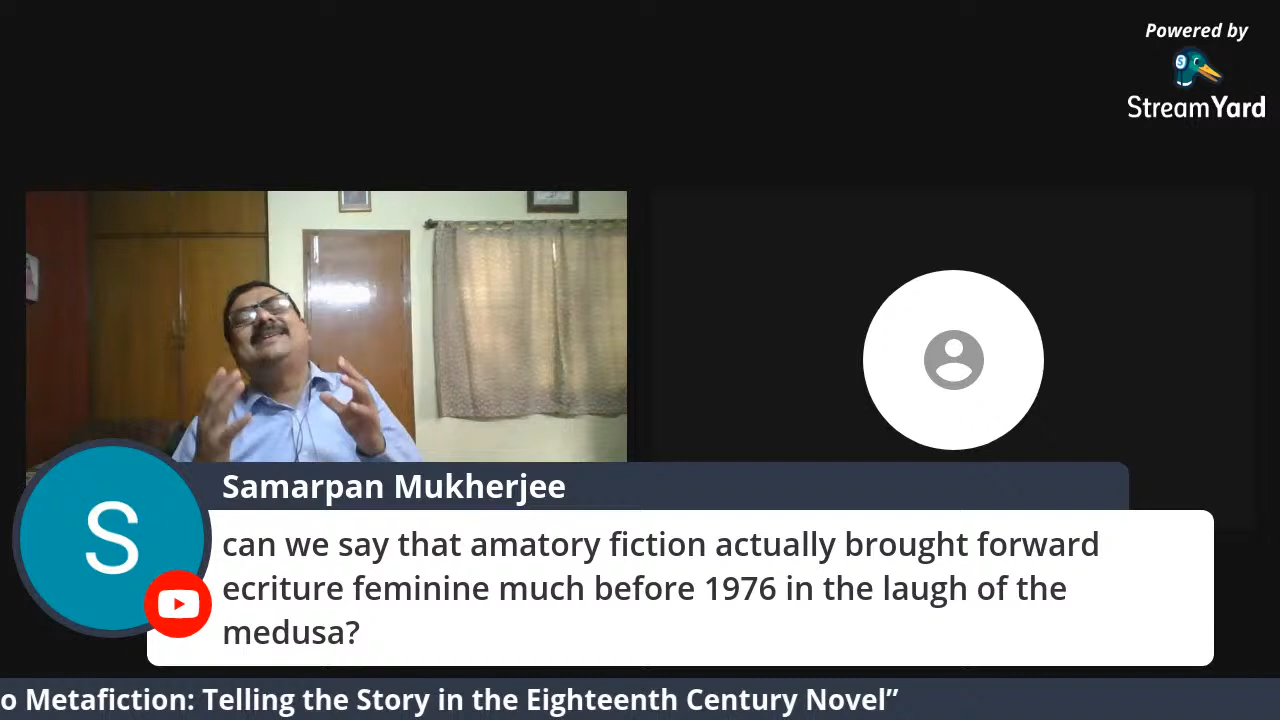 Powered by
S
StreamYard
Samarpan Mukherjee
S
can we say that amatory fiction actually brought forward
ecriture feminine much before 1976 in the laugh of the
medusa?
o Metafiction: Telling the Story in the Eighteenth Century Novel”